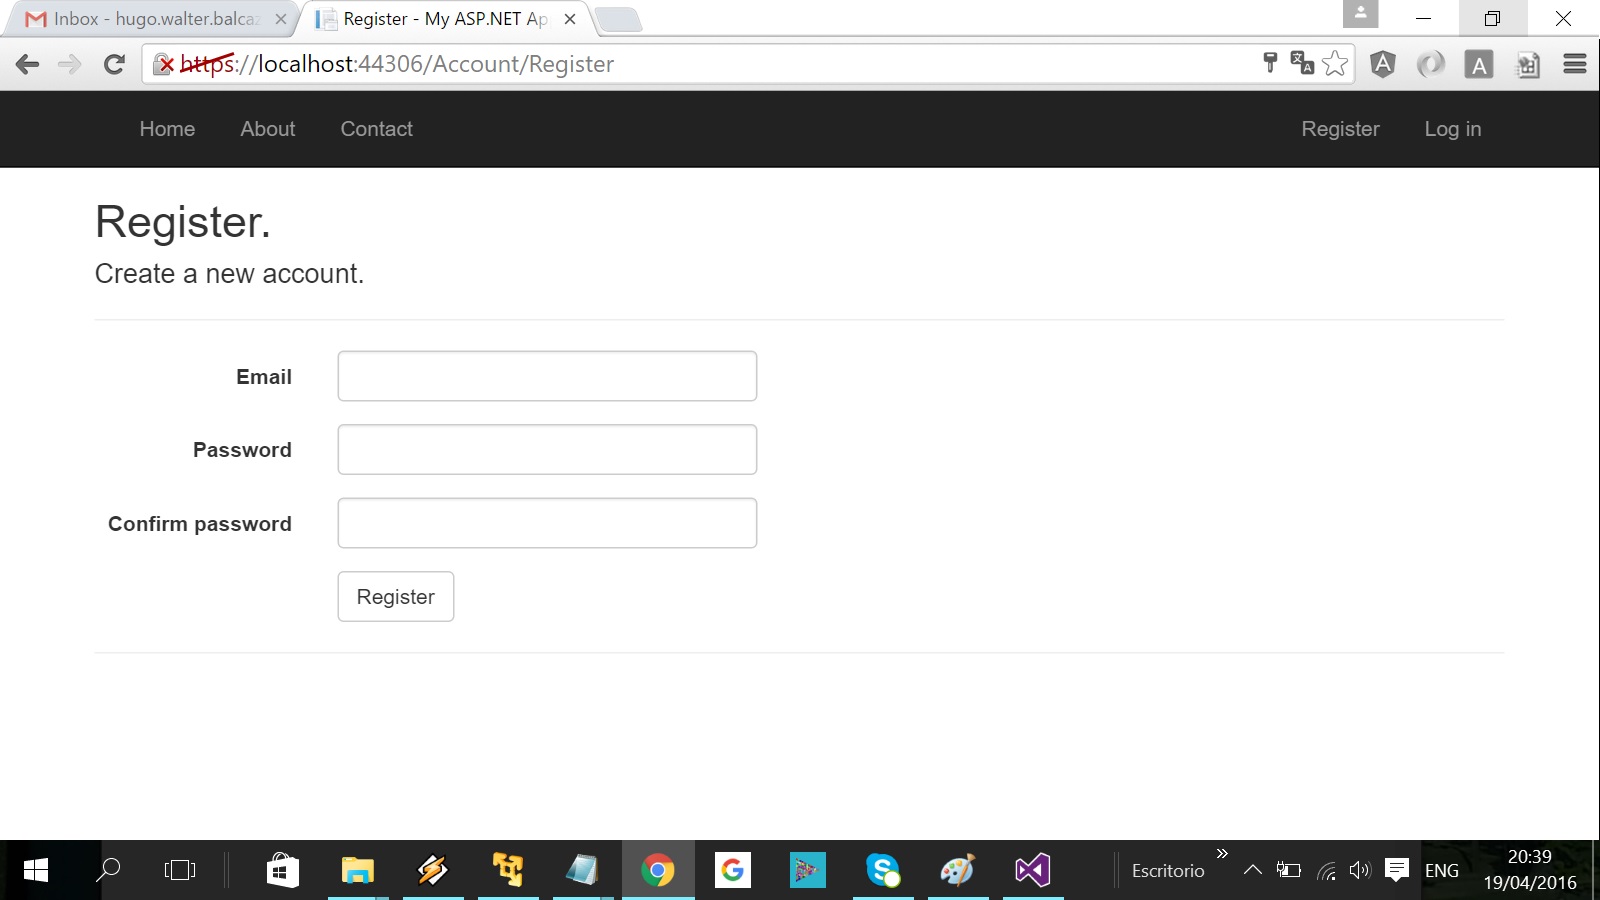 Inbox - hugo.walter.balcaz
Register - My ASP.NET Ap
https://localhost:44306/Account/Register
Home About Contact Register Log in
Register.
Create a new account.
Email
Password
Confirm password
Register
Escritorio
ENG
20:39
19/04/2016